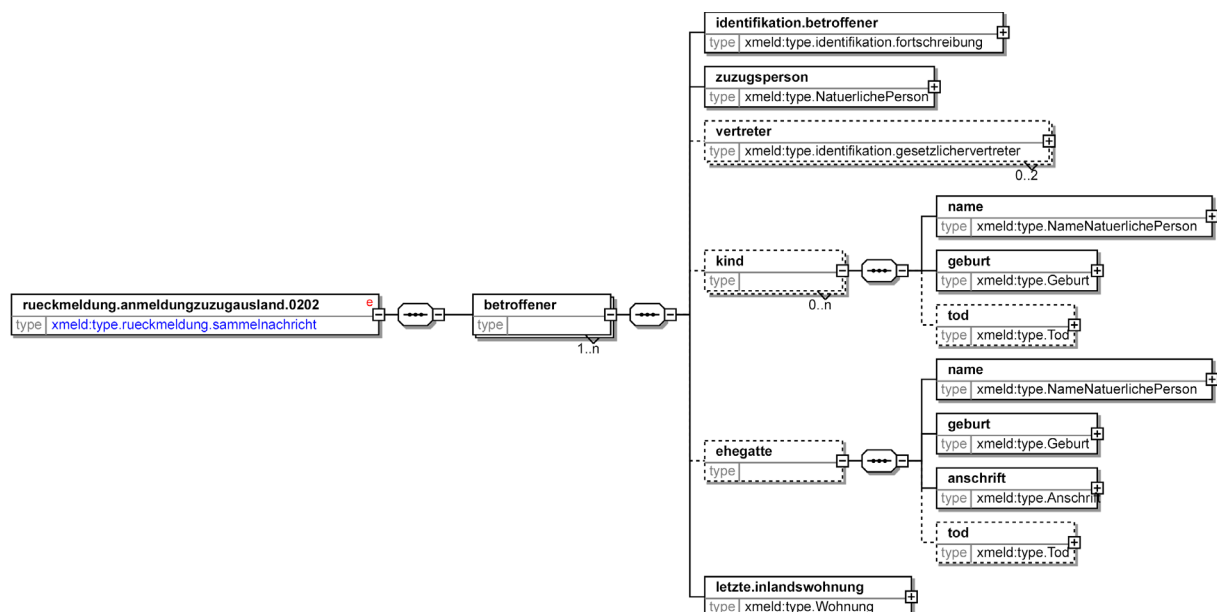 identifikation.betroffener
type xmeld:type.identifikation.fortschreibung
zuzugsperson
type xmeld:type.NatuerlichePerson
vertreter
type xmeld:type.identifikation.gesetzlichervertreter
0..2
name
type xmeld:type.NameNatuerlichePerson
kind
type
0..n
geburt
type xmeld:type.Geburt
tod
type xmeld:type.Tod
rueckmeldung.anmeldungzuzugausland.0202 e
type xmeld:type.rueckmeldung.sammelnachricht
betroffener
type
1..n
name
type xmeld:type.NameNatuerlichePerson
geburt
type xmeld:type.Geburt
ehegatte
type
anschrift
type xmeld:type.Anschrift
tod
type xmeld:type.Tod
letzte.inlandswohnung
type xmeld:type.Wohnung